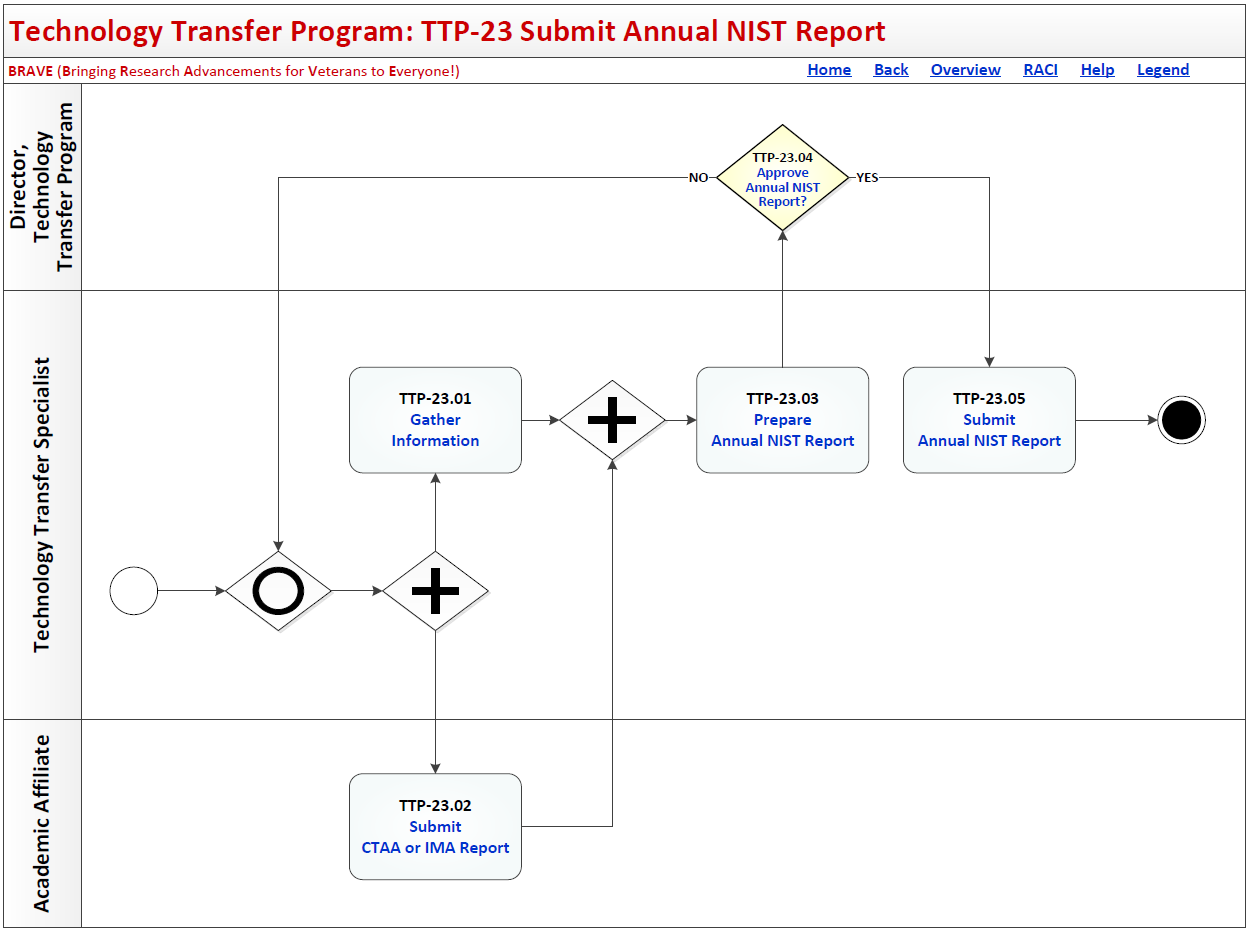 Technology Transfer Program: TTP-23 Submit Annual NIST Report
BRAVE (Bringing Research Advancements for Veterans to Everyone!)
Home Back Overview RACI Help Legend
Director,
Technology
Transfer Program
TTP-23.04
Approve
Annual NIST
Report?
NO
YES
Technology Transfer Specialist
TTP-23.01
Gather
Information
TTP-23.03
Prepare
Annual NIST Report
TTP-23.05
Submit
Annual NIST Report
Academic Affiliate
TTP-23.02
Submit
CTAA or IMA Report